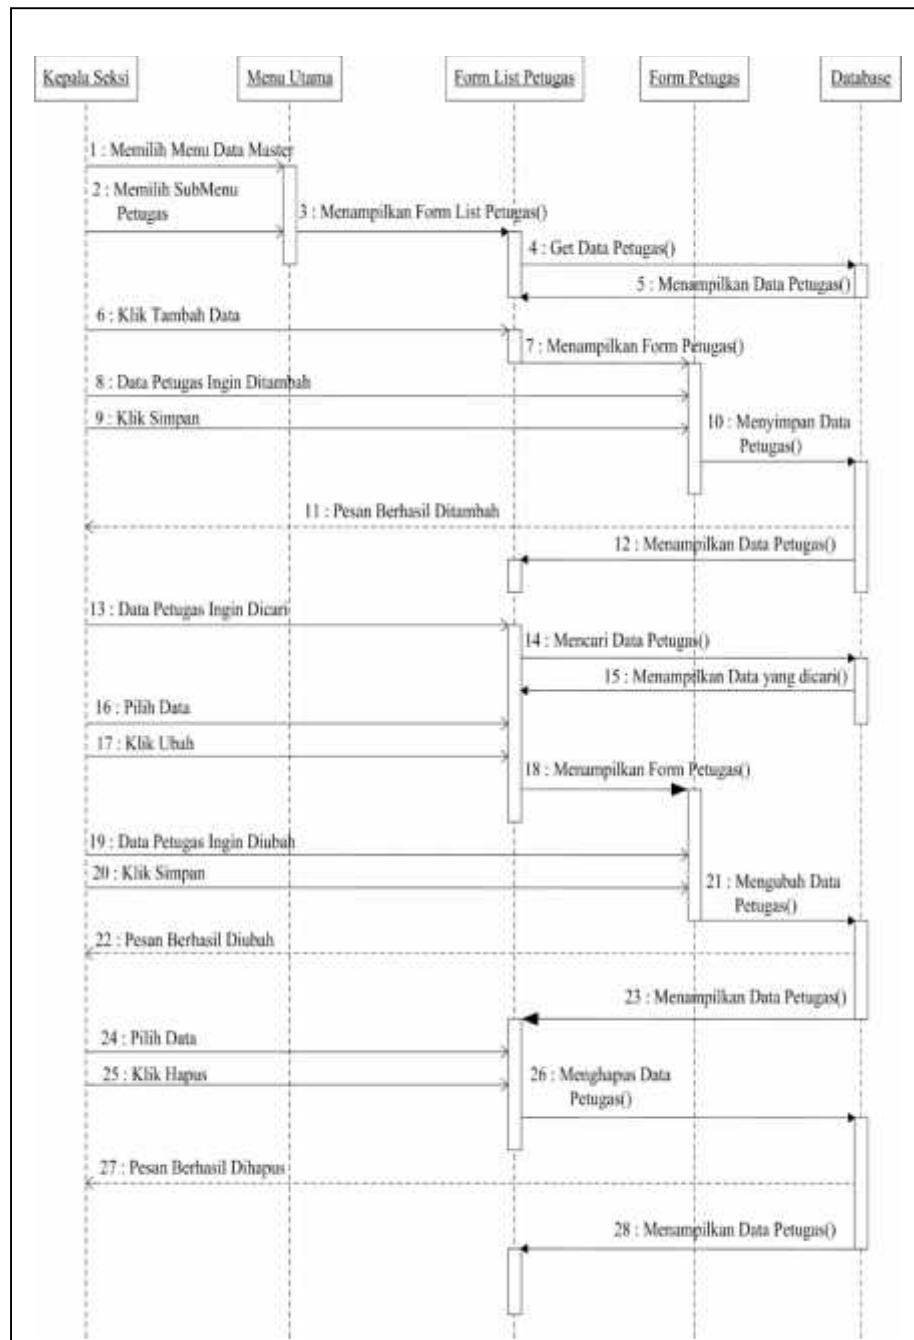 Kepala Seksi
Menu Utama
Form List Petugas
Form Petugas
Database
1 : Memilih Menu Data Master
2 : Memilih SubMenu
Petugas
3 : Menampilkan Form List Petugas()
4 : Get Data Petugas()
5 : Menampilkan Data Petugas()
6 : Klik Tambah Data
7 : Menampilkan Form Petugas()
8 : Data Petugas Ingin Ditambah
9 : Klik Simpan
10 : Menyimpan Data
Petugas()
11 : Pesan Berhasil Ditambah
12 : Menampilkan Data Petugas()
13 : Data Petugas Ingin Dicari
14 : Mencari Data Petugas()
15 : Menampilkan Data yang dicari()
16 : Pilih Data
17 : Klik Ubah
18 : Menampilkan Form Petugas()
19 : Data Petugas Ingin Diubah
20 : Klik Simpan
21 : Mengubah Data
Petugas()
22 : Pesan Berhasil Diubah
23 : Menampilkan Data Petugas()
24 : Pilih Data
25 : Klik Hapus
26 : Menghapus Data
Petugas()
27 : Pesan Berhasil Dihapus
28 : Menampilkan Data Petugas()